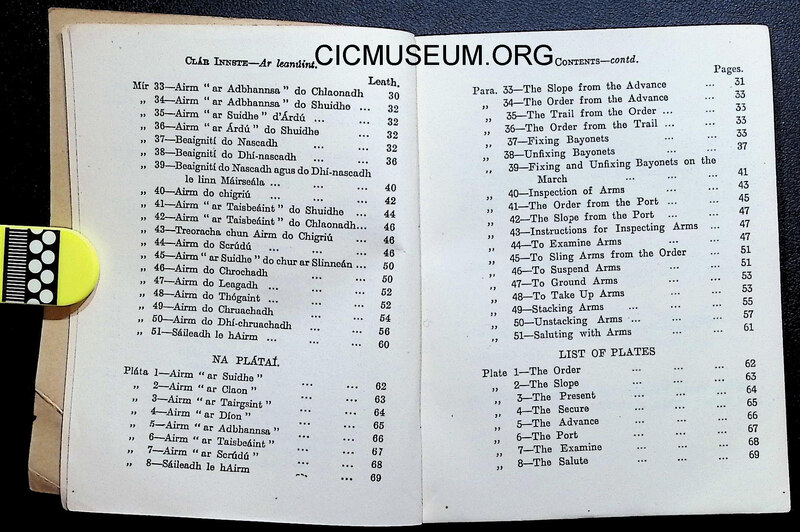 CICMUSEUM.ORG
CLÁR INNSTE—Ar leanúint.
Leath.
Mír 33—Airm “ ar Adbhannsa ” do Chlaonadh 30
„ 34—Airm “ ar Adbhannsa ” do Shuidhe ... 32
„ 35—Airm “ ar Suidhe ” d'Árdú ... ... 32
„ 36—Airm “ ar Árdú ” do Shuidhe ... 32
„ 37—Beaignití do Nascadh ... ... 32
„ 38—Beaignití do Dhí-nascadh ... 36
„ 39—Beaignití do Nascadh agus do Dhí-nascadh
le linn Máirseála ... ... 40
„ 40—Airm do chigriú ... ... 42
„ 41—Airm “ ar Taisbeáint ” do Shuidhe ... 44
„ 42—Airm “ ar Taisbeáint ” do Chlaonadh... 46
„ 43—Treoracha chun Airm do Chigriú ... 46
„ 44—Airm do Scrúdú ... ... 46
„ 45—Airm “ ar Suidhe ” do chur ar Slinneán ... 50
„ 46—Airm do Chrochadh ... ... 50
„ 47—Airm do Leagadh ... ... 52
„ 48—Airm do Thógaint ... ... 52
„ 49—Airm do Chruachadh ... ... 54
„ 50—Airm do Dhí-chruachadh ... ... 56
„ 51—Sáileadh le hAirm ... ... 60
NA PLÁTAÍ.
Pláta 1—Airm “ ar Suidhe ” ... ... 62
„ 2—Airm “ ar Claon ” ... ... 63
„ 3—Airm “ ar Tairgsint ” ... ... 64
„ 4—Airm “ ar Díon ” ... ... 65
„ 5—Airm “ ar Adbhannsa ” ... ... 66
„ 6—Airm “ ar Taisbeáint ” ... ... 67
„ 7—Airm “ ar Scrúdú ” ... ... 68
„ 8—Sáileadh le hAirm ... ... 69
CONTENTS—contd.
Pages.
Para. 33—The Slope from the Advance ... 31
„ 34—The Order from the Advance ... 33
„ 35—The Trail from the Order ... ... 33
„ 36—The Order from the Trail ... ... 33
„ 37—Fixing Bayonets ... ... 33
„ 38—Unfixing Bayonets ... ... 37
„ 39—Fixing and Unfixing Bayonets on the
March ... ... ... 41
„ 40—Inspection of Arms ... ... 43
„ 41—The Order from the Port ... ... 45
„ 42—The Slope from the Port ... ... 47
„ 43—Instructions for Inspecting Arms ... 47
„ 44—To Examine Arms ... ... 47
„ 45—To Sling Arms from the Order ... 51
„ 46—To Suspend Arms ... ... 51
„ 47—To Ground Arms ... ... 53
„ 48—To Take Up Arms ... ... 53
„ 49—Stacking Arms ... ... ... 55
„ 50—Unstacking Arms ... ... ... 57
„ 51—Saluting with Arms ... ... 61
LIST OF PLATES
Plate 1—The Order ... ... ... 62
„ 2—The Slope ... ... ... 63
„ 3—The Present ... ... ... 64
„ 4—The Secure ... ... ... 65
„ 5—The Advance ... ... ... 66
„ 6—The Port ... ... ... 67
„ 7—The Examine ... ... ... 68
„ 8—The Salute ... ... ... 69